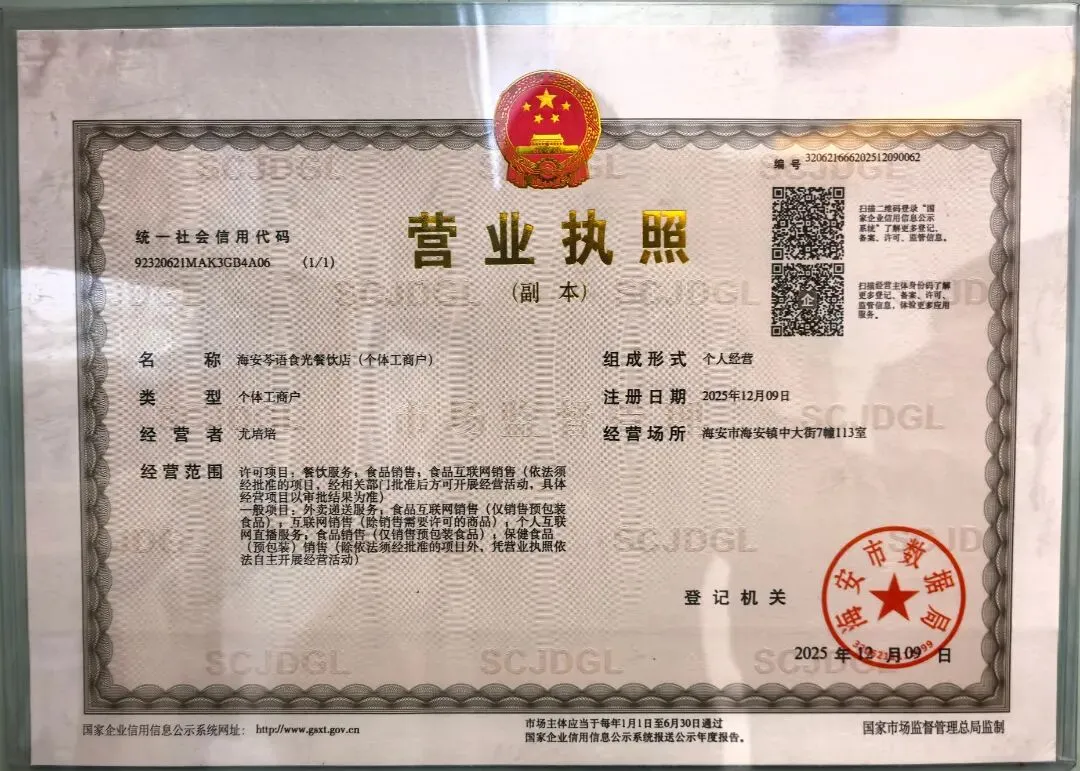 编号 320621666202512090062
扫描二维码登录“国
家企业信用信息公示
系统”了解更多登记、
备案、许可、监管信息。
统一社会信用代码
92320621MAK3GB4A06 (1/1)
营业执照
(副 本)
扫描经营主体身份码了解
更多登记、备案、许可、
监管信息，体验更多应用
服务。
企
名 称 海安芩语食光餐饮店（个体工商户）
类 型 个体工商户
经 营 者 尤培培
经营范围 许可项目：餐饮服务；食品销售；食品互联网销售（依法须
经批准的项目，经相关部门批准后方可开展经营活动，具体
经营项目以审批结果为准）
一般项目：外卖递送服务；食品互联网销售（仅销售预包装
食品）；互联网销售（除销售需要许可的商品）；个人互联
网直播服务；食品销售（仅销售预包装食品）；保健食品
（预包装）销售（除依法须经批准的项目外，凭营业执照依
法自主开展经营活动）
组成形式 个人经营
注册日期 2025年12月09日
经营场所 海安市海安镇中大街7幢113室
SCJDGL
登记机关
海安市数据局
2025 年 12 月 09 日
国家企业信用信息公示系统网址： http://www.gsxt.gov.cn
市场主体应当于每年1月1日至6月30日通过
国家企业信用信息公示系统报送公示年度报告。
国家市场监督管理总局监制